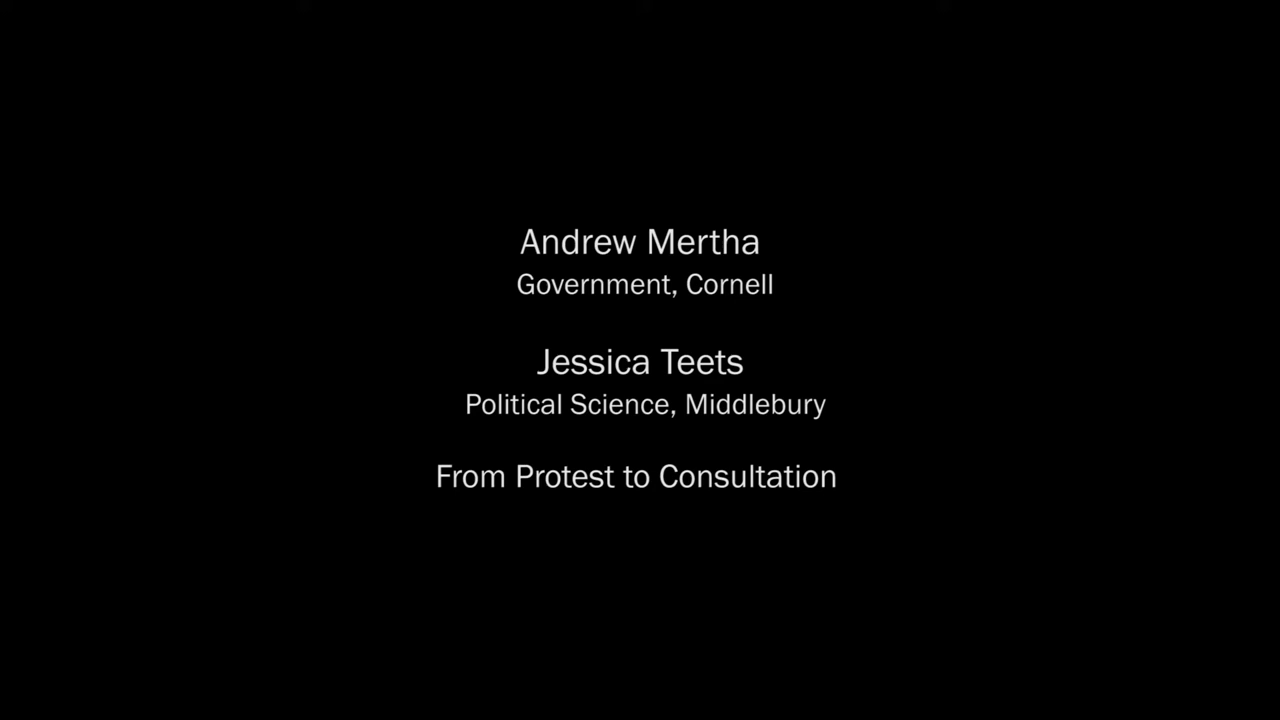 Andrew Mertha
Government, Cornell
Jessica Teets
Political Science, Middlebury
From Protest to Consultation